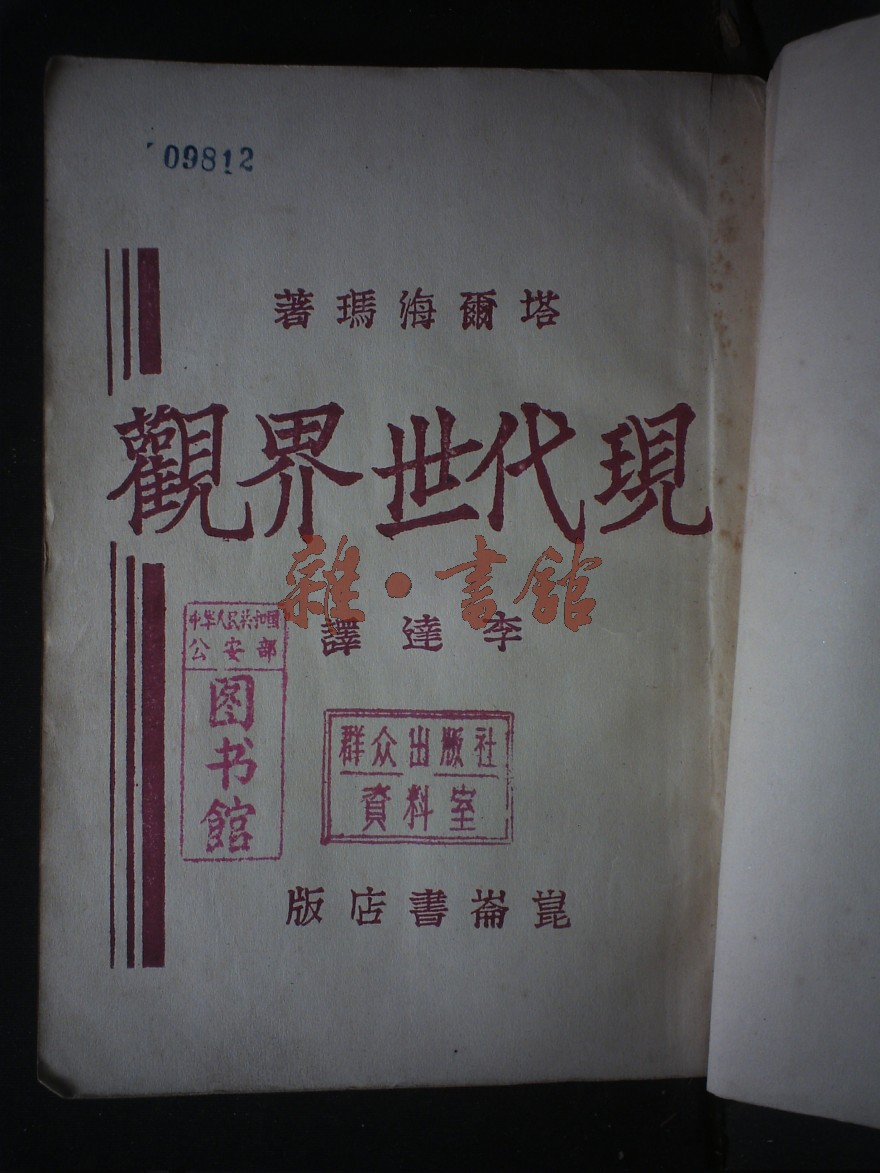 09812
塔爾海瑪著
現代世界觀
雜·書館
李達譯
中华人民共和國
公安部
图书馆
群众出版社
資料室
崑崙書店版